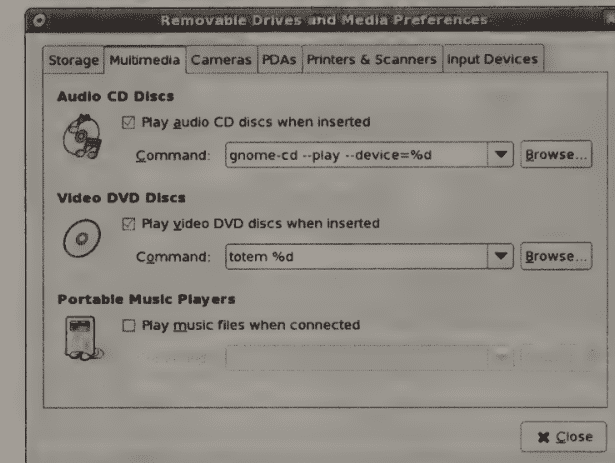 Removable Drives and Media Preferences
Storage Multimedia Cameras PDAs Printers & Scanners Input Devices
Audio CD Discs
Play audio CD discs when inserted
Command: gnome-cd --play --device=%d Browse...
Video DVD Discs
Play video DVD discs when inserted
Command: totem %d Browse...
Portable Music Players
Play music files when connected
Close